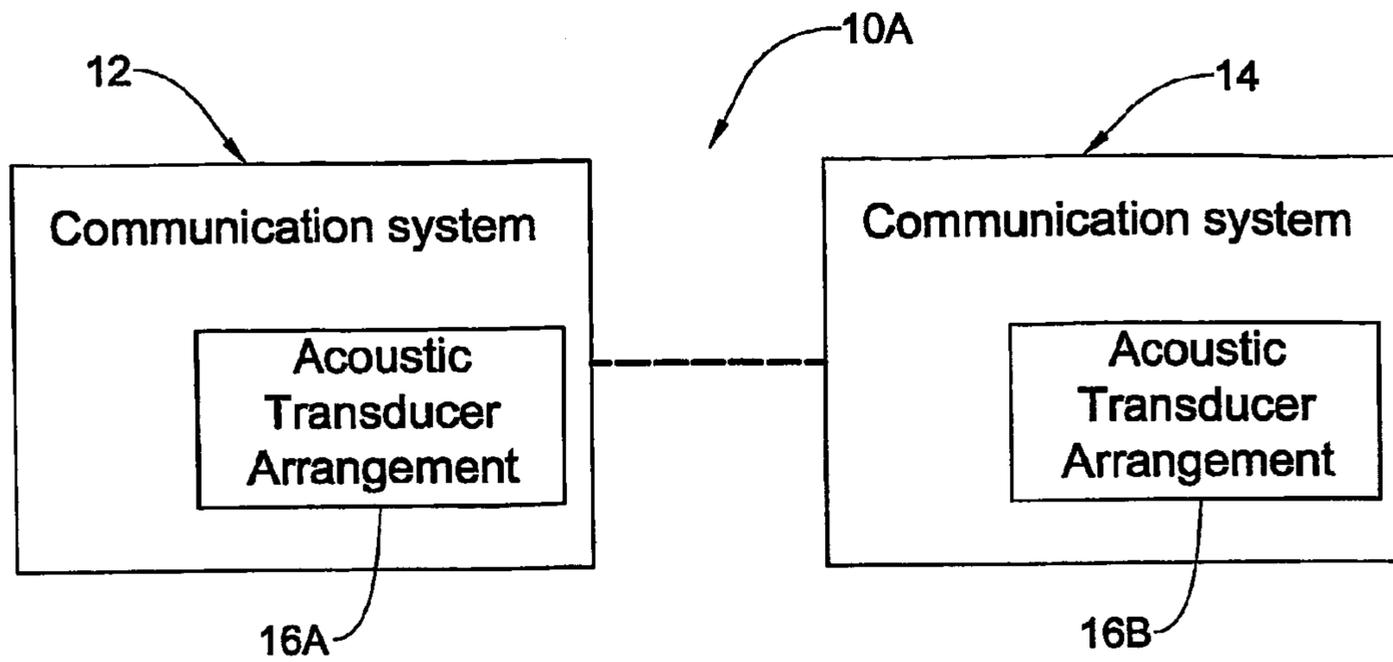 10A
12
14
Communication system
Communication system
Acoustic
Transducer
Arrangement
Acoustic
Transducer
Arrangement
16A
16B